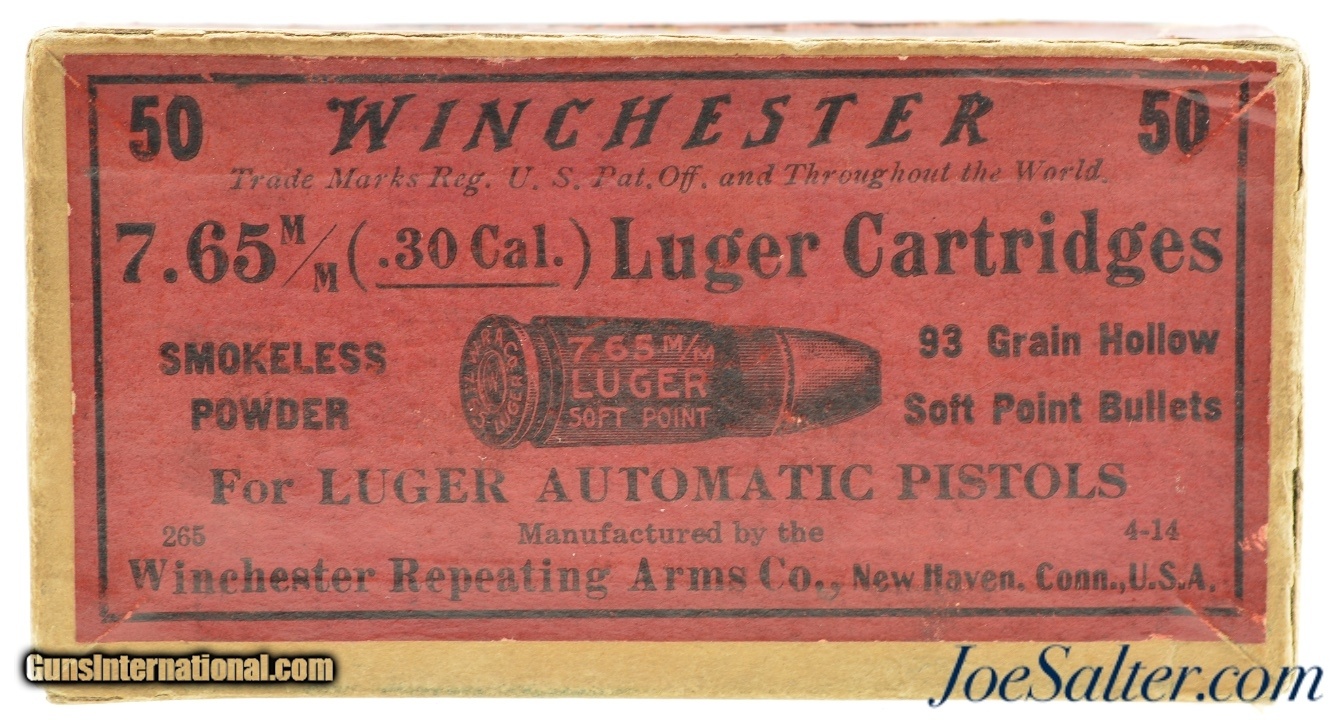 50 WINCHESTER 50
Trade Marks Reg. U. S. Pat. Off. and Throughout the World.
7.65 M/M (.30 Cal.) Luger Cartridges
SMOKELESS
POWDER
7.65 M/M
LUGER
SOFT POINT
W.R.A.CO.
LUGER
93 Grain Hollow
Soft Point Bullets
For LUGER AUTOMATIC PISTOLS
265 Manufactured by the 4-14
Winchester Repeating Arms Co., New Haven. Conn., U.S.A.
GunsInternational.com
JoeSalter.com